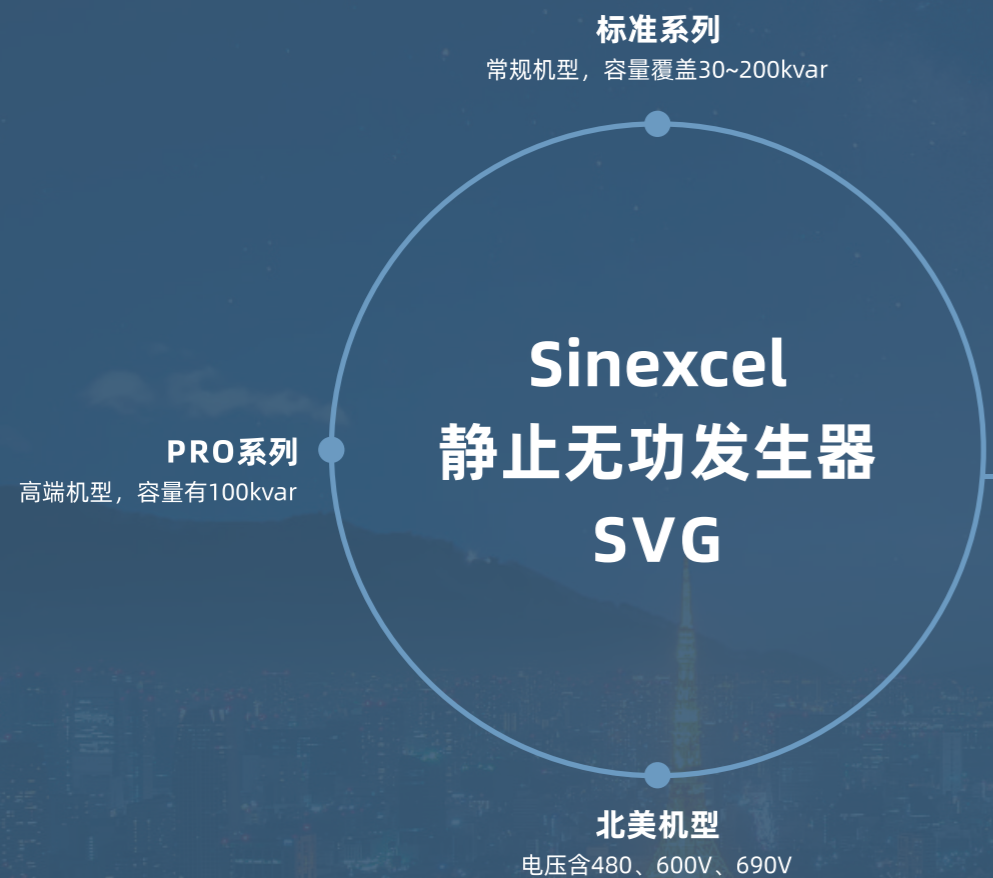 标准系列
常规机型，容量覆盖30~200kvar
Sinexcel
静止无功发生器
SVG
PRO系列
高端机型，容量有100kvar
北美机型
电压含480、600V、690V